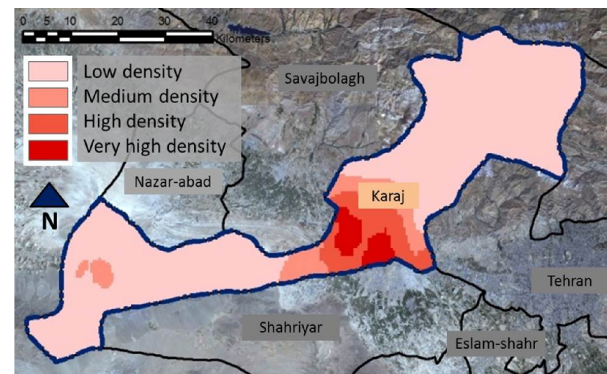 0 5 10 20 30 40
Kilometers
Low density
Medium density
High density
Very high density
N
Savajbolagh
Nazar-abad
Karaj
Tehran
Shahriyar
Eslam-shahr